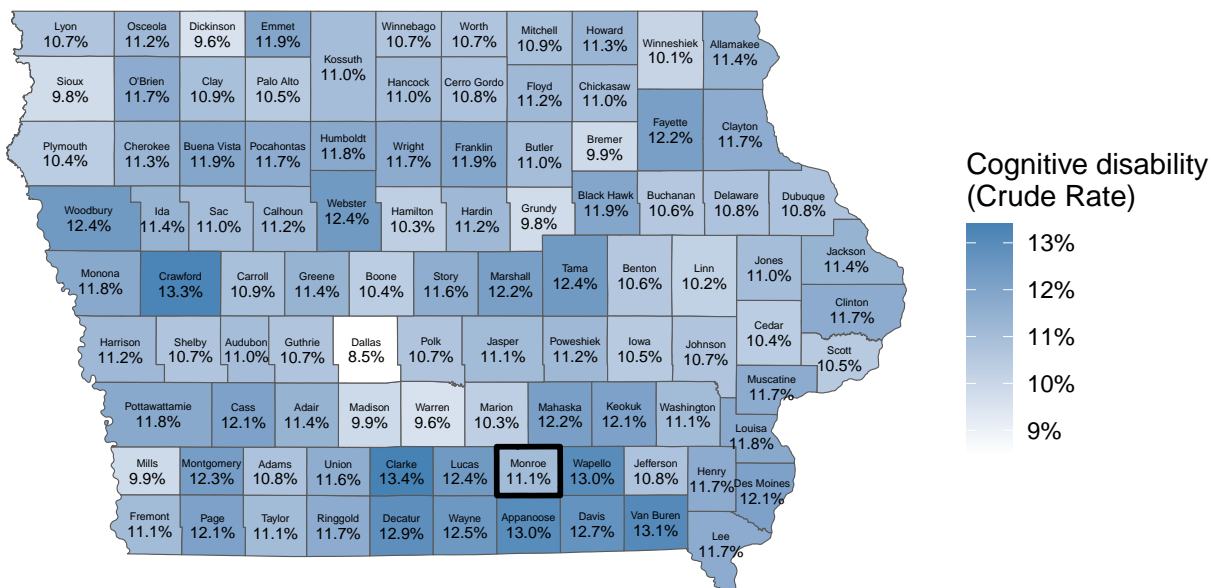 Lyon
10.7%
Osceola
11.2%
Dickinson
9.6%
Emmet
11.9%
Kossuth
11.0%
Winnebago
10.7%
Worth
10.7%
Mitchell
10.9%
Howard
11.3%
Winneshiek
10.1%
Allamakee
11.4%
Sioux
9.8%
O'Brien
11.7%
Clay
10.9%
Palo Alto
10.5%
Hancock
11.0%
Cerro Gordo
10.8%
Floyd
11.2%
Chickasaw
11.0%
Fayette
12.2%
Clayton
11.7%
Plymouth
10.4%
Cherokee
11.3%
Buena Vista
11.9%
Pocahontas
11.7%
Humboldt
11.8%
Wright
11.7%
Franklin
11.9%
Butler
11.0%
Bremer
9.9%
Woodbury
12.4%
Ida
11.4%
Sac
11.0%
Calhoun
11.2%
Webster
12.4%
Hamilton
10.3%
Hardin
11.2%
Grundy
9.8%
Black Hawk
11.9%
Buchanan
10.6%
Delaware
10.8%
Dubuque
10.8%
Monona
11.8%
Crawford
13.3%
Carroll
10.9%
Greene
11.4%
Boone
10.4%
Story
11.6%
Marshall
12.2%
Tama
12.4%
Benton
10.6%
Linn
10.2%
Jones
11.0%
Jackson
11.4%
Clinton
11.7%
Harrison
11.2%
Shelby
10.7%
Audubon
11.0%
Guthrie
10.7%
Dallas
8.5%
Polk
10.7%
Jasper
11.1%
Poweshiek
11.2%
Iowa
10.5%
Johnson
10.7%
Cedar
10.4%
Scott
10.5%
Muscatine
11.7%
Pottawattamie
11.8%
Cass
12.1%
Adair
11.4%
Madison
9.9%
Warren
9.6%
Marion
10.3%
Mahaska
12.2%
Keokuk
12.1%
Washington
11.1%
Louisa
11.8%
Mills
9.9%
Montgomery
12.3%
Adams
10.8%
Union
11.6%
Clarke
13.4%
Lucas
12.4%
Monroe
11.1%
Wapello
13.0%
Jefferson
10.8%
Henry
11.7%
Des Moines
12.1%
Fremont
11.1%
Page
12.1%
Taylor
11.1%
Ringgold
11.7%
Decatur
12.9%
Wayne
12.5%
Appanoose
13.0%
Davis
12.7%
Van Buren
13.1%
Lee
11.7%
Cognitive disability
(Crude Rate)
13%
12%
11%
10%
9%